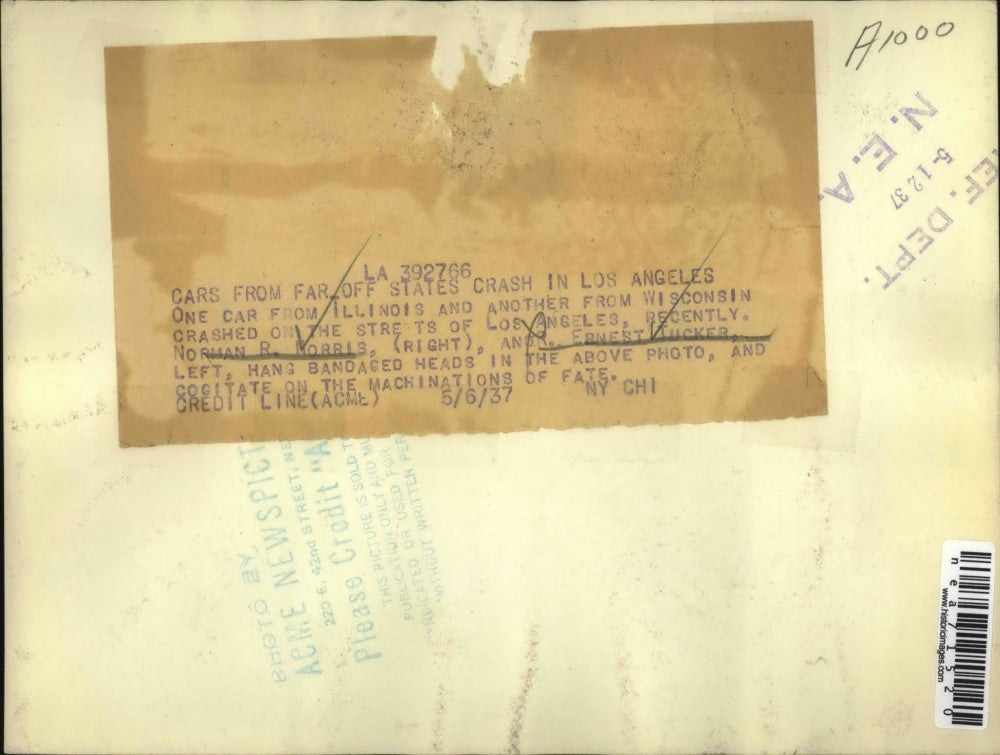 A1000
N. E. A.
5-12 37
EF. DEPT.
LA 392766
CARS FROM FAR OFF STATES CRASH IN LOS ANGELES
ONE CAR FROM ILLINOIS AND ANOTHER FROM WISCONSIN
CRASHED ON THE STREETS OF LOS ANGELES, RECENTLY.
NORMAN R. MORRIS, (RIGHT), AND R. ERNEST TUCKER,
LEFT, HANG BANDAGED HEADS IN THE ABOVE PHOTO, AND
COGITATE ON THE MACHINATIONS OF FATE.
CREDIT LINE(ACME) 5/6/37 NY CHI
PHOTO BY
ACME NEWSPICT
220 E. 42nd STREET, NE
Please Credit "A
THIS PICTURE IS SOLD T
PUBLICATION ONLY AND MU
OR USED FOR
WITHOUT WRITTEN PER
nea71520
www.historicimages.com